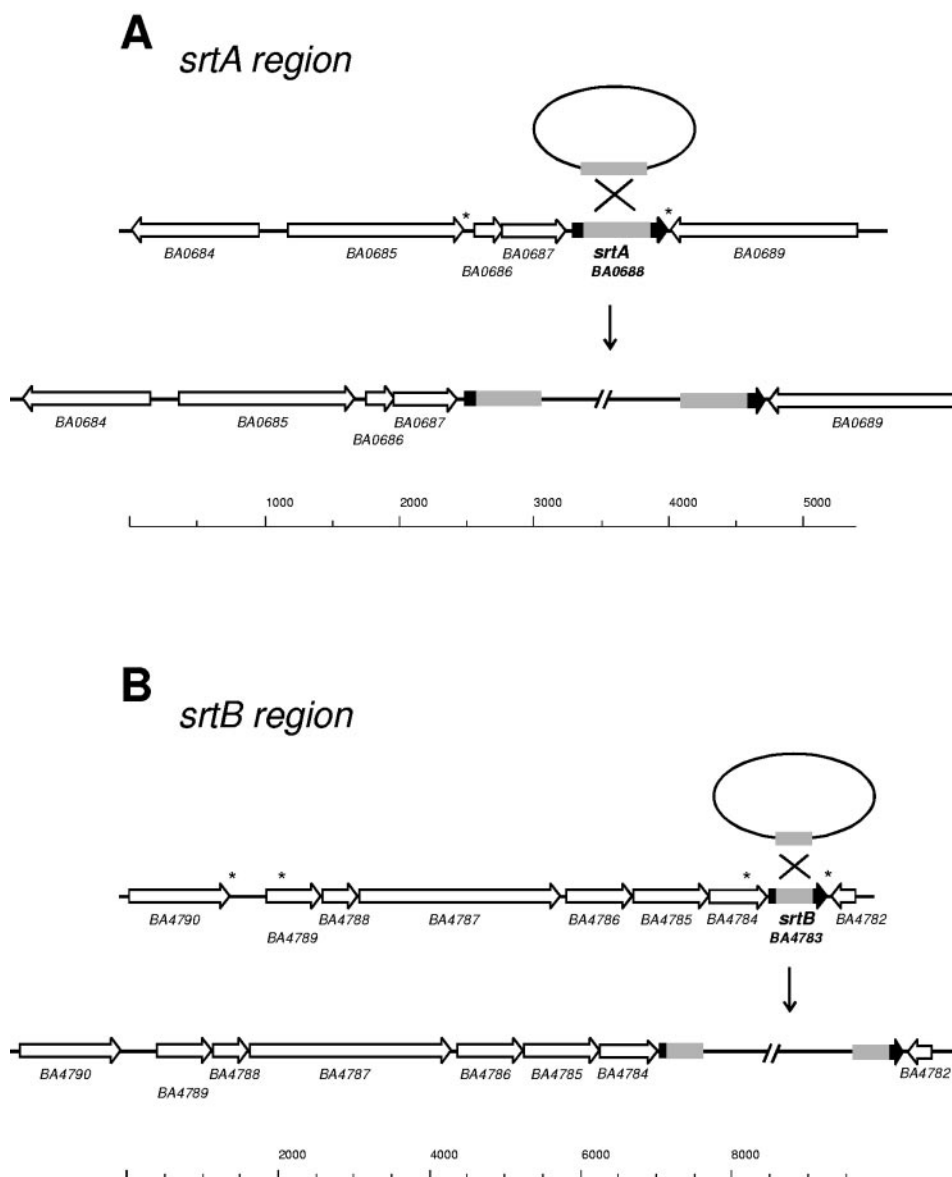 A
srtA region
* *
BA0684 BA0685 BA0687 srtA BA0689
BA0686 BA0688
BA0684 BA0685 BA0687 BA0689
BA0686
1000 2000 3000 4000 5000
B
srtB region
* * * *
BA4790 BA4788 BA4787 BA4786 BA4785 BA4784 srtB BA4782
BA4789 BA4783
BA4790 BA4788 BA4787 BA4786 BA4785 BA4784 BA4782
BA4789
2000 4000 6000 8000